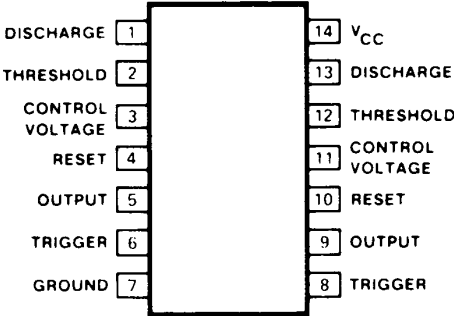 DISCHARGE 1
THRESHOLD 2
CONTROL
VOLTAGE 3
RESET 4
OUTPUT 5
TRIGGER 6
GROUND 7
14 VCC
13 DISCHARGE
12 THRESHOLD
11 CONTROL
VOLTAGE
10 RESET
9 OUTPUT
8 TRIGGER